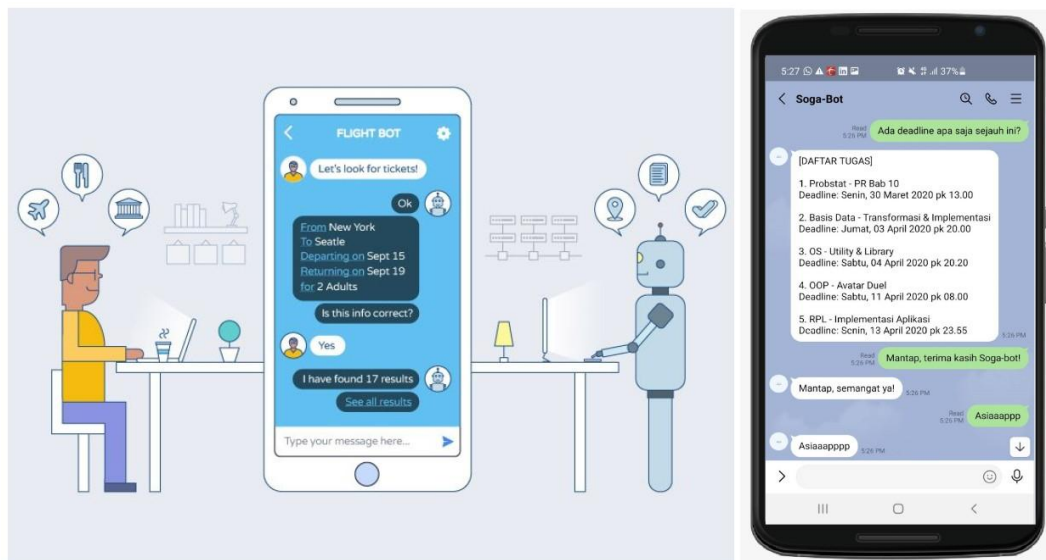 FLIGHT BOT
Let's look for tickets!
Ok
From New York
To Seatle
Departing on Sept 15
Returning on Sept 19
for 2 Adults
Is this info correct?
Yes
I have found 17 results
See all results
Type your message here...
5:27
37%
Soga-Bot
Read
5:26 PM
Ada deadline apa saja sejauh ini?
[DAFTAR TUGAS]
1. Probstat - PR Bab 10
Deadline: Senin, 30 Maret 2020 pk 13.00
2. Basis Data - Transformasi & Implementasi
Deadline: Jumat, 03 April 2020 pk 20.00
3. OS - Utility & Library
Deadline: Sabtu, 04 April 2020 pk 20.20
4. OOP - Avatar Duel
Deadline: Sabtu, 11 April 2020 pk 08.00
5. RPL - Implementasi Aplikasi
Deadline: Senin, 13 April 2020 pk 23.55
5:26 PM
Read
5:26 PM
Mantap, terima kasih Soga-bot!
Mantap, semangat ya!
5:26 PM
Read
5:26 PM
Asiaaappp
Asiaaapppp
5:26 PM